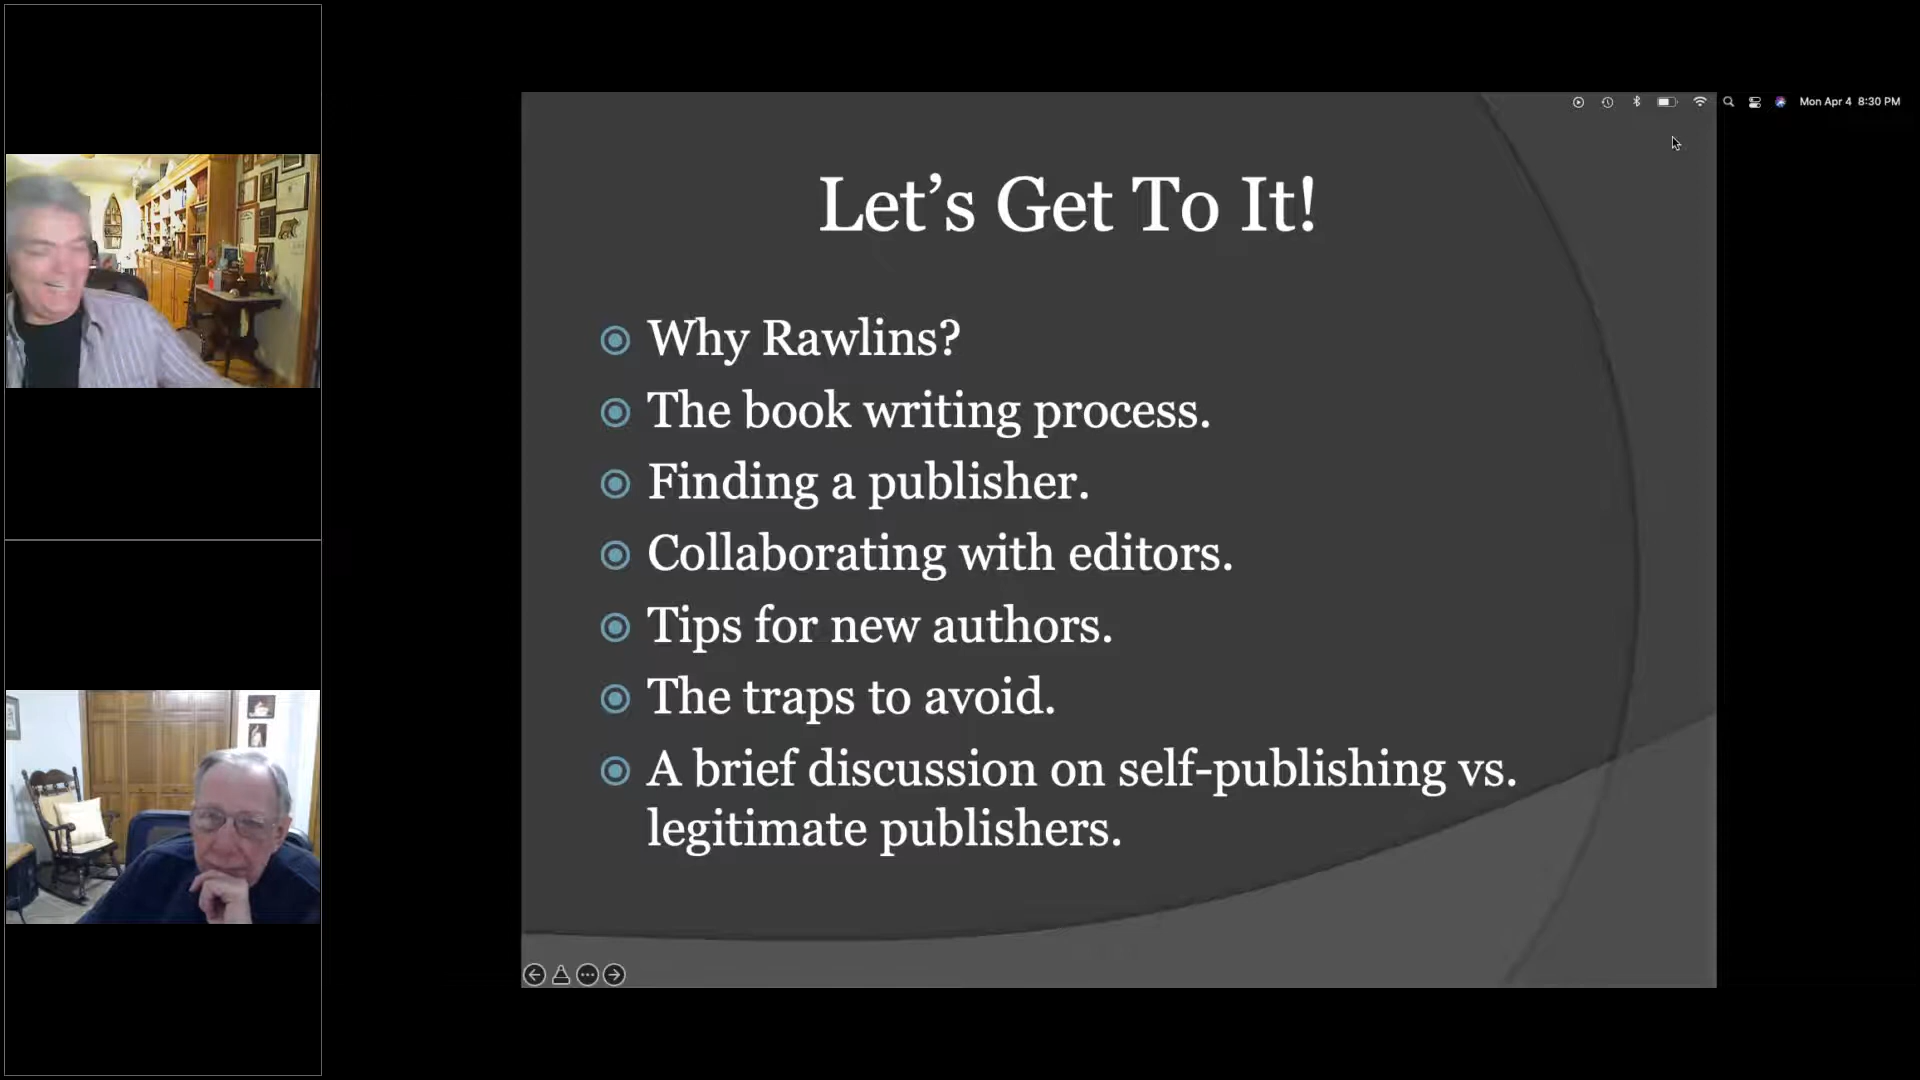 Mon Apr 4 8:30 PM
Let’s Get To It!
Why Rawlins?
The book writing process.
Finding a publisher.
Collaborating with editors.
Tips for new authors.
The traps to avoid.
A brief discussion on self-publishing vs.
legitimate publishers.